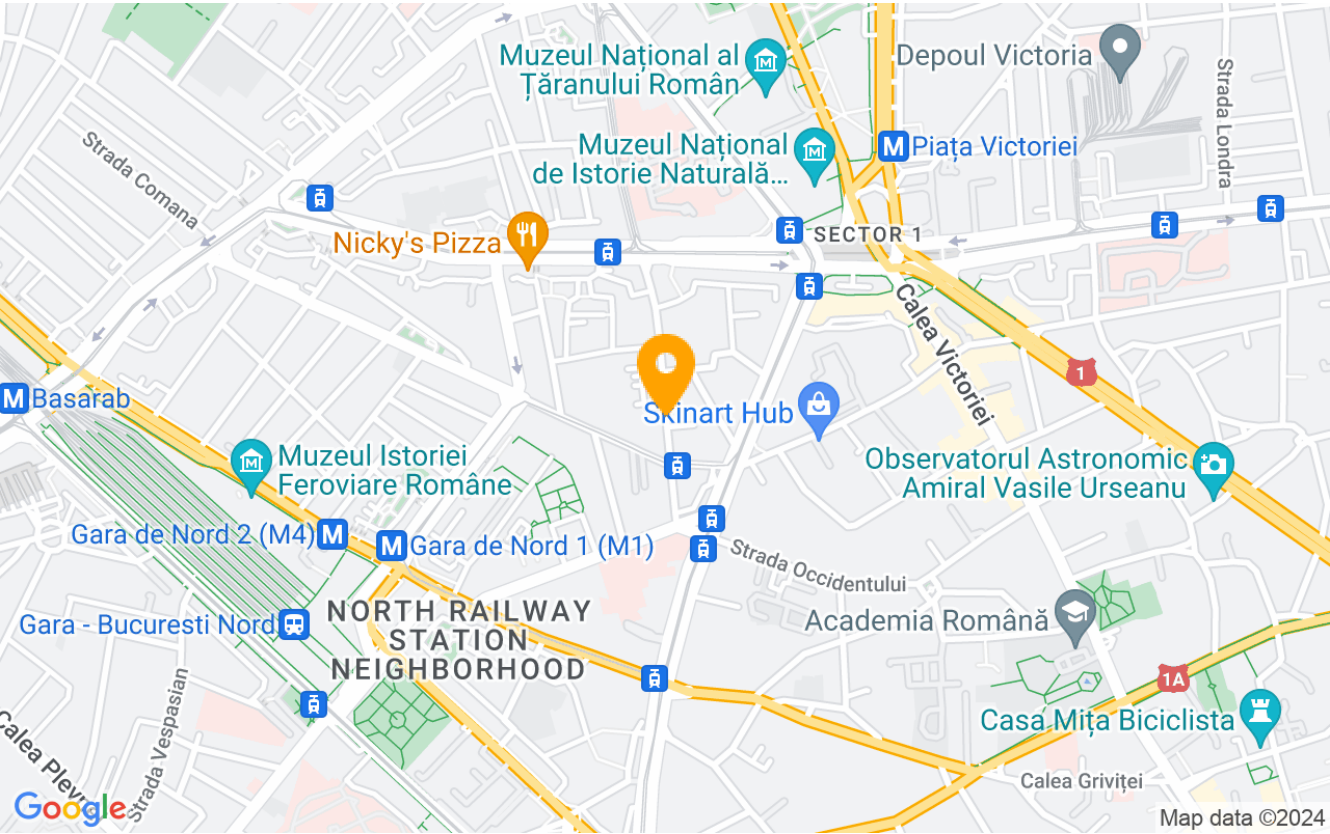 Muzeul Național al
Țăranului Român
Depoul Victoria
Strada Londra
Strada Comana
Muzeul Național
de Istorie Naturală...
M Piața Victoriei
Nicky's Pizza
SECTOR 1
Calea Victoriei
1
M Basarab
Skinart Hub
Muzeul Istoriei
Feroviare Române
Observatorul Astronomic
Amiral Vasile Urseanu
Gara de Nord 2 (M4) M
M Gara de Nord 1 (M1)
Strada Occidentului
Gara - Bucuresti Nord
NORTH RAILWAY
STATION
NEIGHBORHOOD
Academia Română
1A
Strada Vespasian
Casa Mița Biciclista
Calea Griviței
Google
Map data ©2024